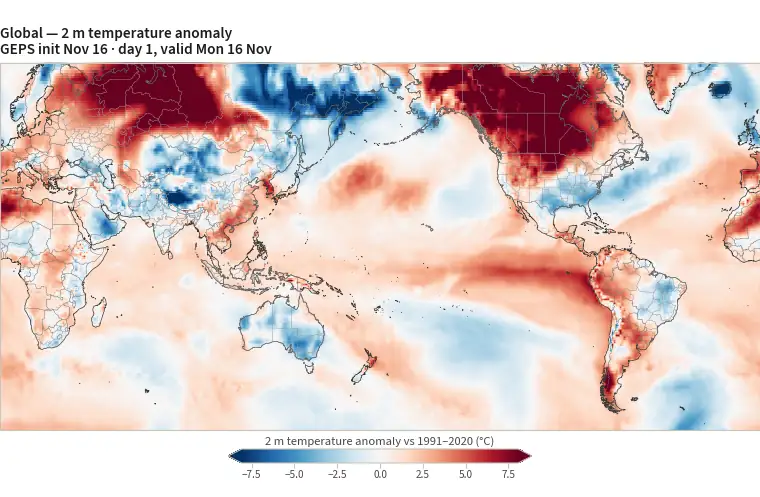 Global — 2 m temperature anomaly
GEPS init Nov 16 · day 1, valid Mon 16 Nov
2 m temperature anomaly vs 1991–2020 (°C)
−7.5 −5.0 −2.5 0.0 2.5 5.0 7.5